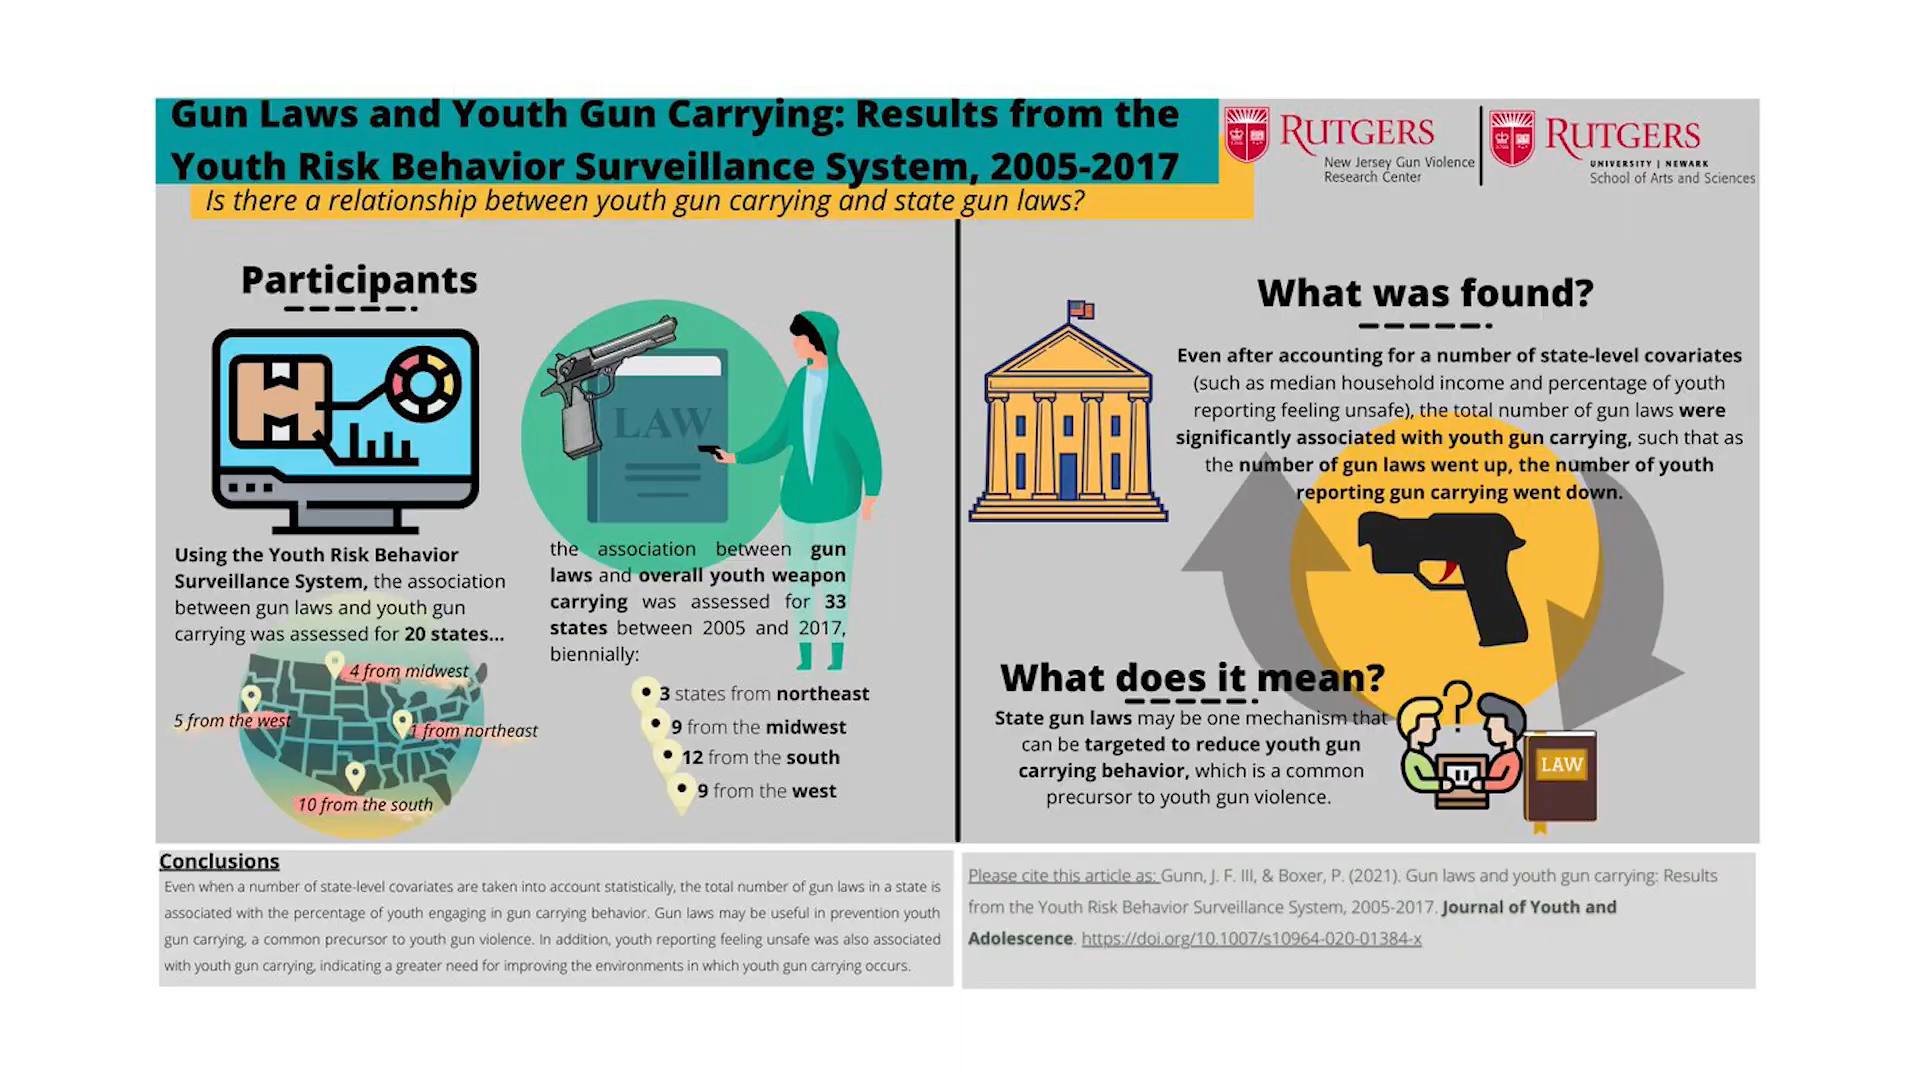 Gun Laws and Youth Gun Carrying: Results from the
Youth Risk Behavior Surveillance System, 2005-2017
Is there a relationship between youth gun carrying and state gun laws?
RUTGERS
New Jersey Gun Violence
Research Center
RUTGERS
UNIVERSITY | NEWARK
School of Arts and Sciences
Participants
Using the Youth Risk Behavior
Surveillance System, the association
between gun laws and youth gun
carrying was assessed for 20 states...
4 from midwest
5 from the west
1 from northeast
10 from the south
LAW
the association between gun
laws and overall youth weapon
carrying was assessed for 33
states between 2005 and 2017,
biennially:
3 states from northeast
9 from the midwest
12 from the south
9 from the west
What was found?
Even after accounting for a number of state-level covariates
(such as median household income and percentage of youth
reporting feeling unsafe), the total number of gun laws were
significantly associated with youth gun carrying, such that as
the number of gun laws went up, the number of youth
reporting gun carrying went down.
What does it mean?
State gun laws may be one mechanism that
can be targeted to reduce youth gun
carrying behavior, which is a common
precursor to youth gun violence.
?
LAW
Conclusions
Even when a number of state-level covariates are taken into account statistically, the total number of gun laws in a state is
associated with the percentage of youth engaging in gun carrying behavior. Gun laws may be useful in prevention youth
gun carrying, a common precursor to youth gun violence. In addition, youth reporting feeling unsafe was also associated
with youth gun carrying, indicating a greater need for improving the environments in which youth gun carrying occurs.
Please cite this article as: Gunn, J. F. III, & Boxer, P. (2021). Gun laws and youth gun carrying: Results
from the Youth Risk Behavior Surveillance System, 2005-2017. Journal of Youth and
Adolescence. https://doi.org/10.1007/s10964-020-01384-x